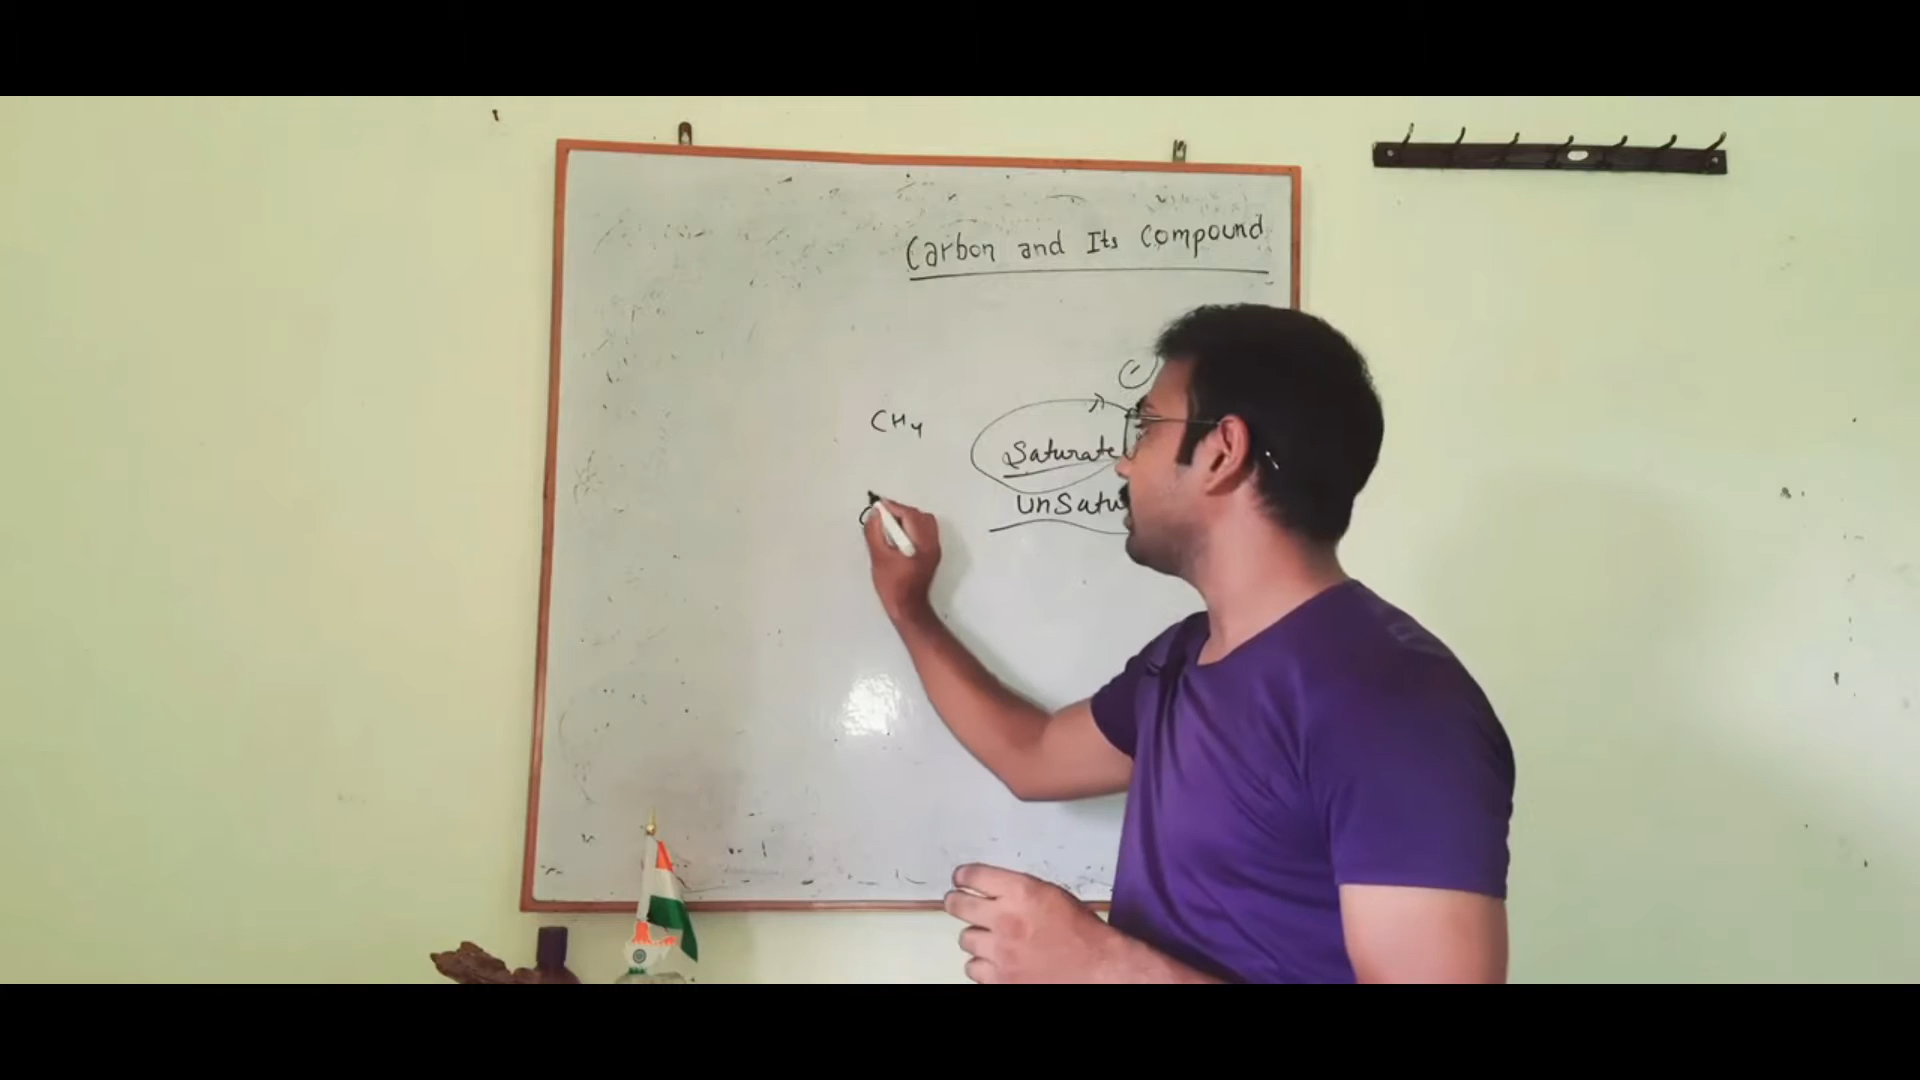 Carbon and Its Compound
CH4
Saturate
UnSatu